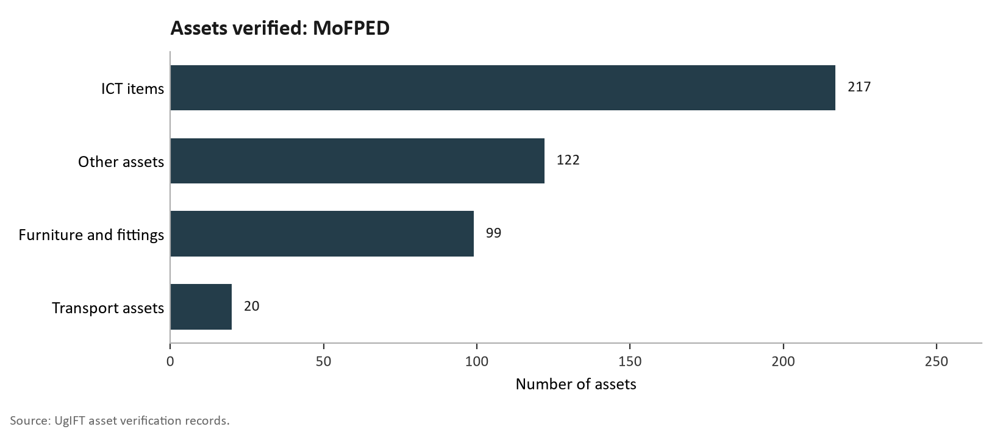 Assets verified: MoFPED
ICT items
217
Other assets
122
Furniture and fittings
99
Transport assets
20
0 50 100 150 200 250
Number of assets
Source: UgIFT asset verification records.